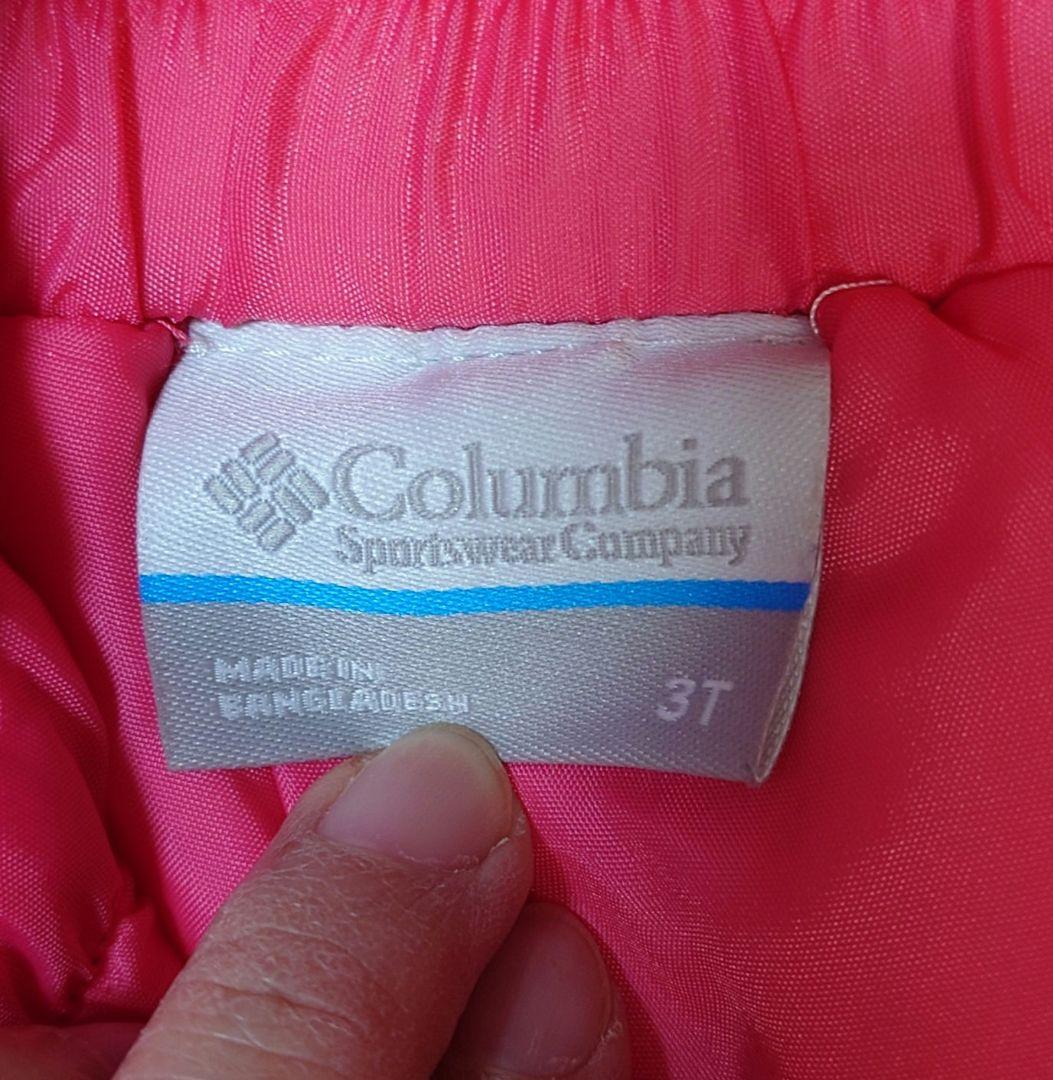 Columbia
Sportswear Company
MADE IN
BANGLADESH
3T